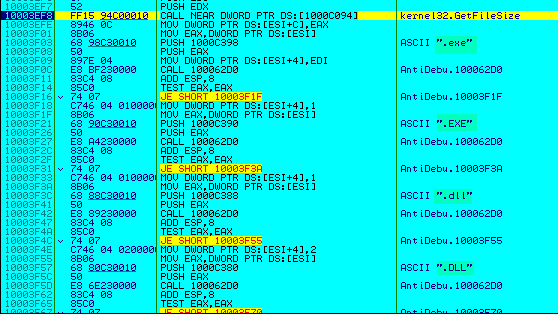 10003EF7 52 PUSH EDX
10003EF8 FF15 94C00010 CALL NEAR DWORD PTR DS:[1000C094] kernel32.GetFileSize
10003EFE 8946 0C MOV DWORD PTR DS:[ESI+C],EAX
10003F01 8B06 MOV EAX,DWORD PTR DS:[ESI]
10003F03 68 98C30010 PUSH 1000C398 ASCII ".exe"
10003F08 50 PUSH EAX
10003F09 897E 04 MOV DWORD PTR DS:[ESI+4],EDI
10003F0C E8 BF230000 CALL 100062D0 AntiDebu.100062D0
10003F11 83C4 08 ADD ESP,8
10003F14 85C0 TEST EAX,EAX
10003F16 74 07 JE SHORT 10003F1F AntiDebu.10003F1F
10003F18 C746 04 0100000 MOV DWORD PTR DS:[ESI+4],1
10003F1F 8B06 MOV EAX,DWORD PTR DS:[ESI]
10003F21 68 90C30010 PUSH 1000C390 ASCII ".EXE"
10003F26 50 PUSH EAX
10003F27 E8 A4230000 CALL 100062D0 AntiDebu.100062D0
10003F2C 83C4 08 ADD ESP,8
10003F2F 85C0 TEST EAX,EAX
10003F31 74 07 JE SHORT 10003F3A AntiDebu.10003F3A
10003F33 C746 04 0100000 MOV DWORD PTR DS:[ESI+4],1
10003F3A 8B06 MOV EAX,DWORD PTR DS:[ESI]
10003F3C 68 88C30010 PUSH 1000C388 ASCII ".dll"
10003F41 50 PUSH EAX
10003F42 E8 89230000 CALL 100062D0 AntiDebu.100062D0
10003F47 83C4 08 ADD ESP,8
10003F4A 85C0 TEST EAX,EAX
10003F4C 74 07 JE SHORT 10003F55 AntiDebu.10003F55
10003F4E C746 04 0200000 MOV DWORD PTR DS:[ESI+4],2
10003F55 8B06 MOV EAX,DWORD PTR DS:[ESI]
10003F57 68 80C30010 PUSH 1000C380 ASCII ".DLL"
10003F5C 50 PUSH EAX
10003F5D E8 6E230000 CALL 100062D0 AntiDebu.100062D0
10003F62 83C4 08 ADD ESP,8
10003F65 85C0 TEST EAX,EAX
10003F67 74 07 JE SHORT 10003F70 AntiDebu.10003F70